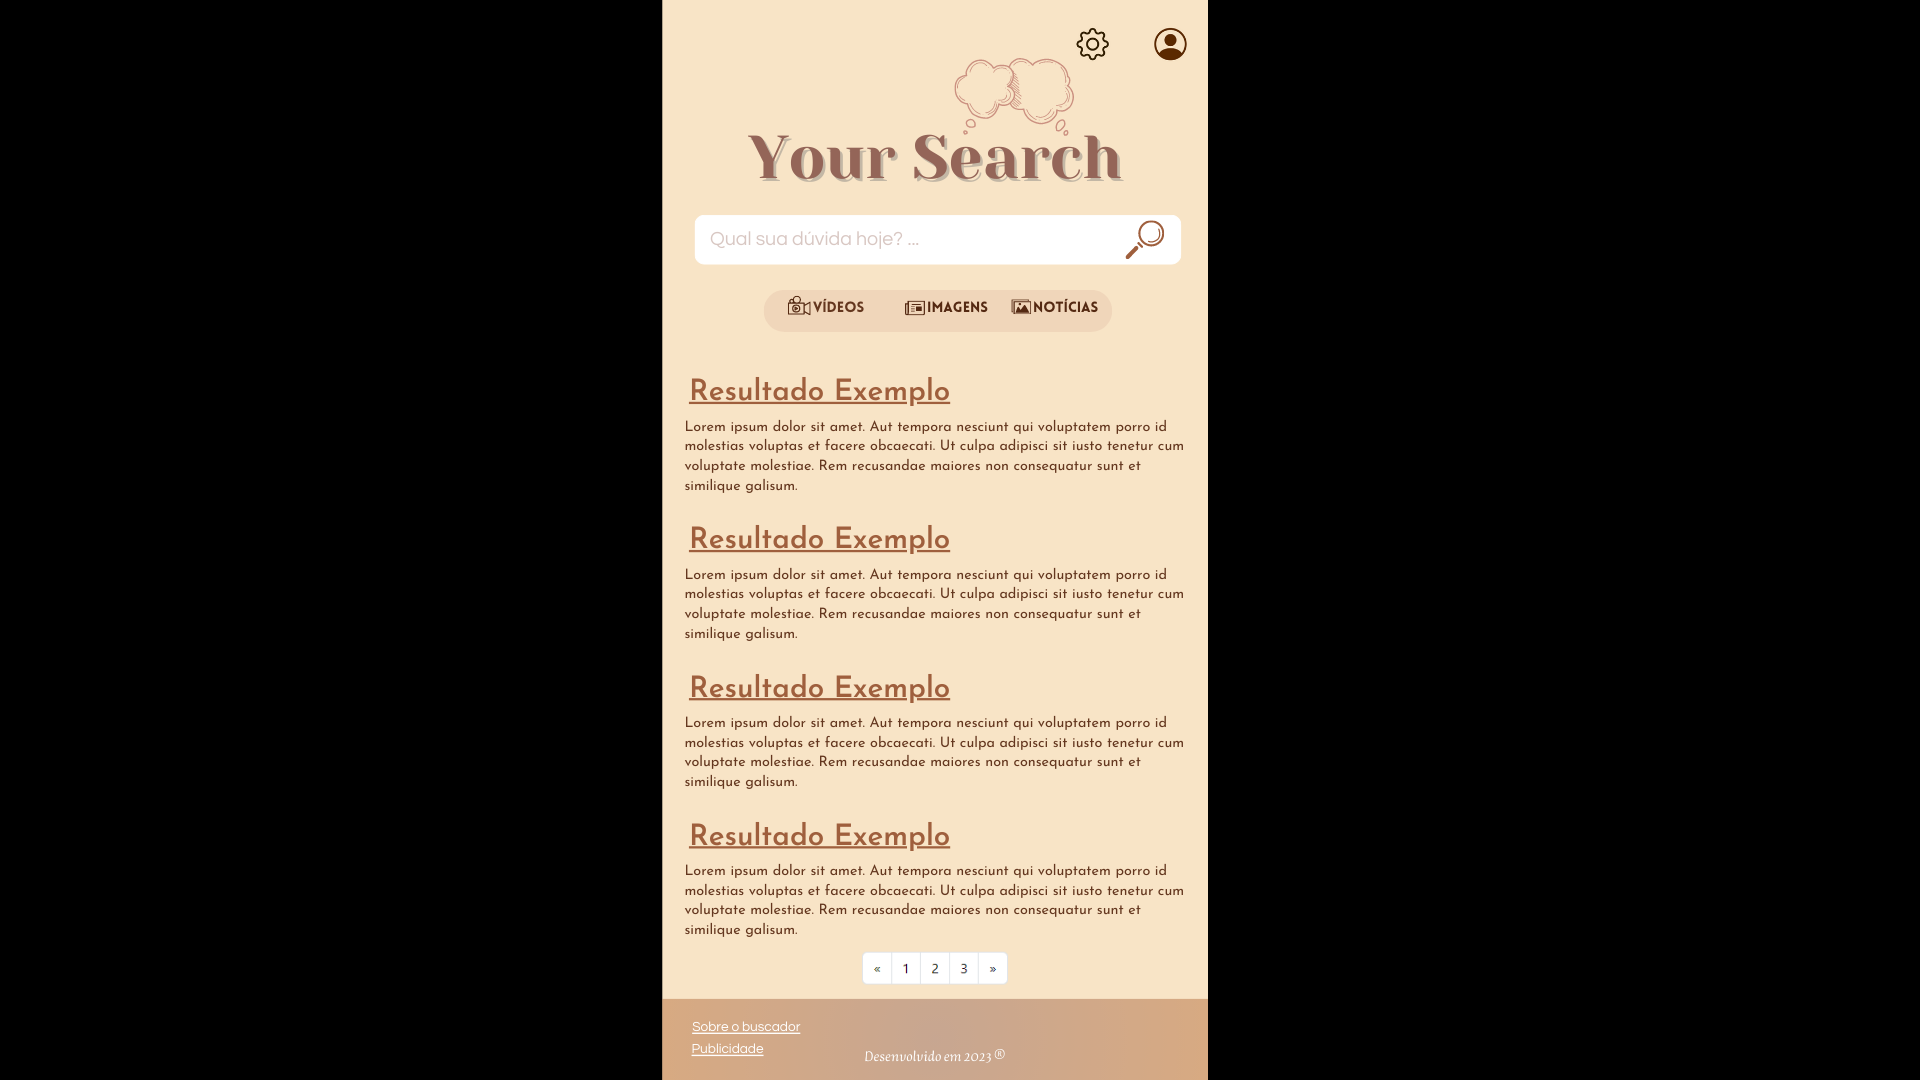 Your Search
Qual sua dúvida hoje? ...
VÍDEOS IMAGENS NOTÍCIAS
Resultado Exemplo
Lorem ipsum dolor sit amet. Aut tempora nesciunt qui voluptatem porro id
molestias voluptas et facere obcaecati. Ut culpa adipisci sit iusto tenetur cum
voluptate molestiae. Rem recusandae maiores non consequatur sunt et
similique galisum.
Resultado Exemplo
Lorem ipsum dolor sit amet. Aut tempora nesciunt qui voluptatem porro id
molestias voluptas et facere obcaecati. Ut culpa adipisci sit iusto tenetur cum
voluptate molestiae. Rem recusandae maiores non consequatur sunt et
similique galisum.
Resultado Exemplo
Lorem ipsum dolor sit amet. Aut tempora nesciunt qui voluptatem porro id
molestias voluptas et facere obcaecati. Ut culpa adipisci sit iusto tenetur cum
voluptate molestiae. Rem recusandae maiores non consequatur sunt et
similique galisum.
Resultado Exemplo
Lorem ipsum dolor sit amet. Aut tempora nesciunt qui voluptatem porro id
molestias voluptas et facere obcaecati. Ut culpa adipisci sit iusto tenetur cum
voluptate molestiae. Rem recusandae maiores non consequatur sunt et
similique galisum.
« 1 2 3 »
Sobre o buscador
Publicidade
Desenvolvido em 2023 ®